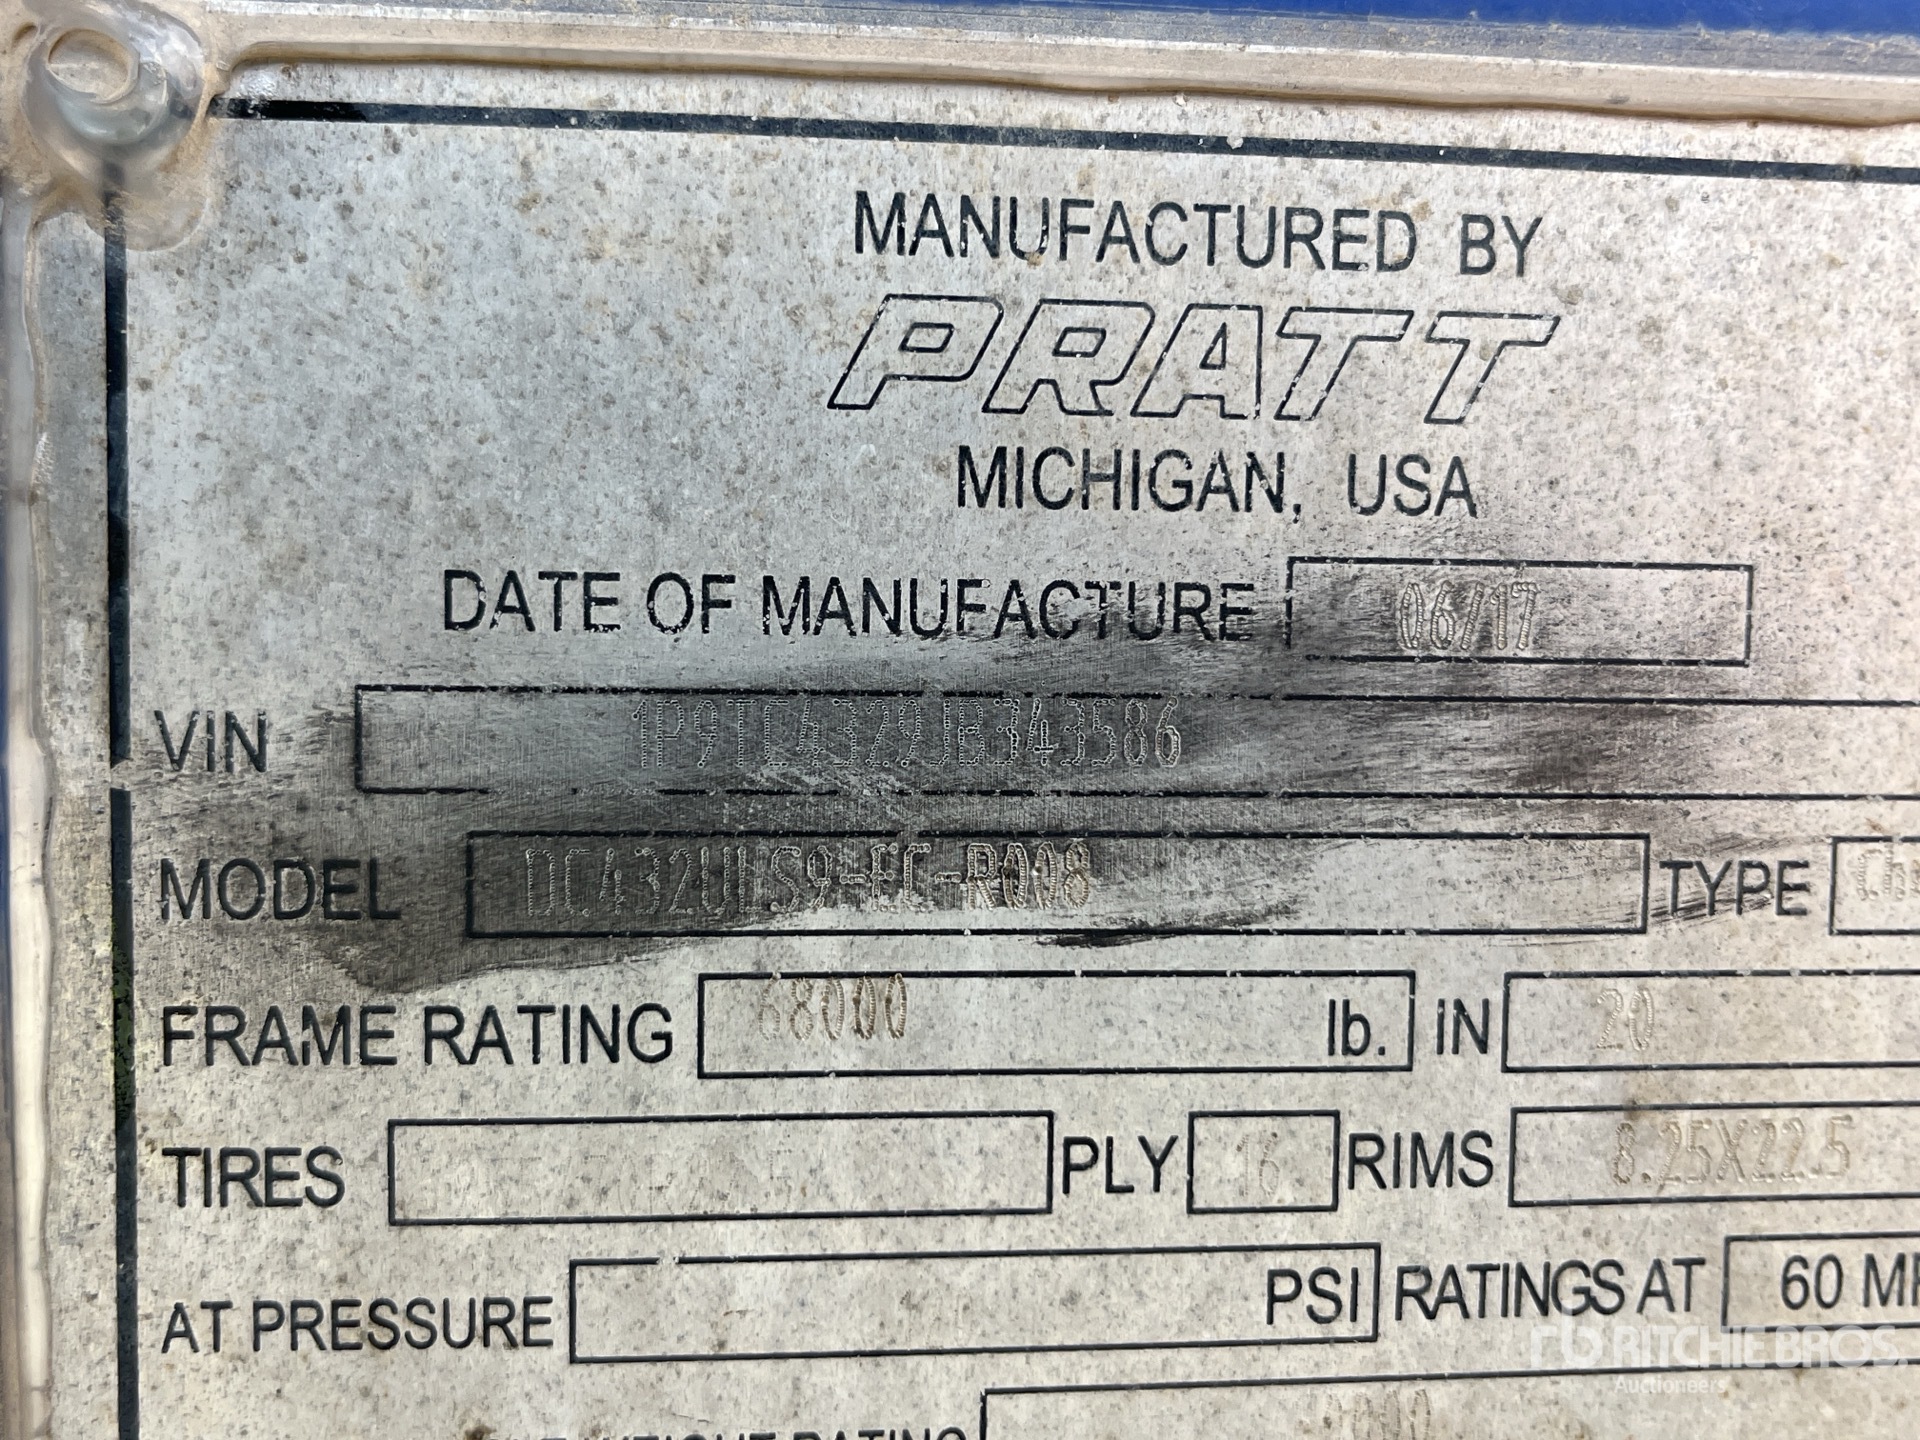 MANUFACTURED BY
PRATT
MICHIGAN, USA
DATE OF MANUFACTURE 06/17
VIN 1P9TC4329JB343586
MODEL DC432ULS9-FC-R008 TYPE
FRAME RATING 68000 lb. IN 20
TIRES PLY 16 RIMS 8.25X22.5
AT PRESSURE PSI RATINGS AT 60
rb RITCHIE BROS.
Auctioneers
RATING